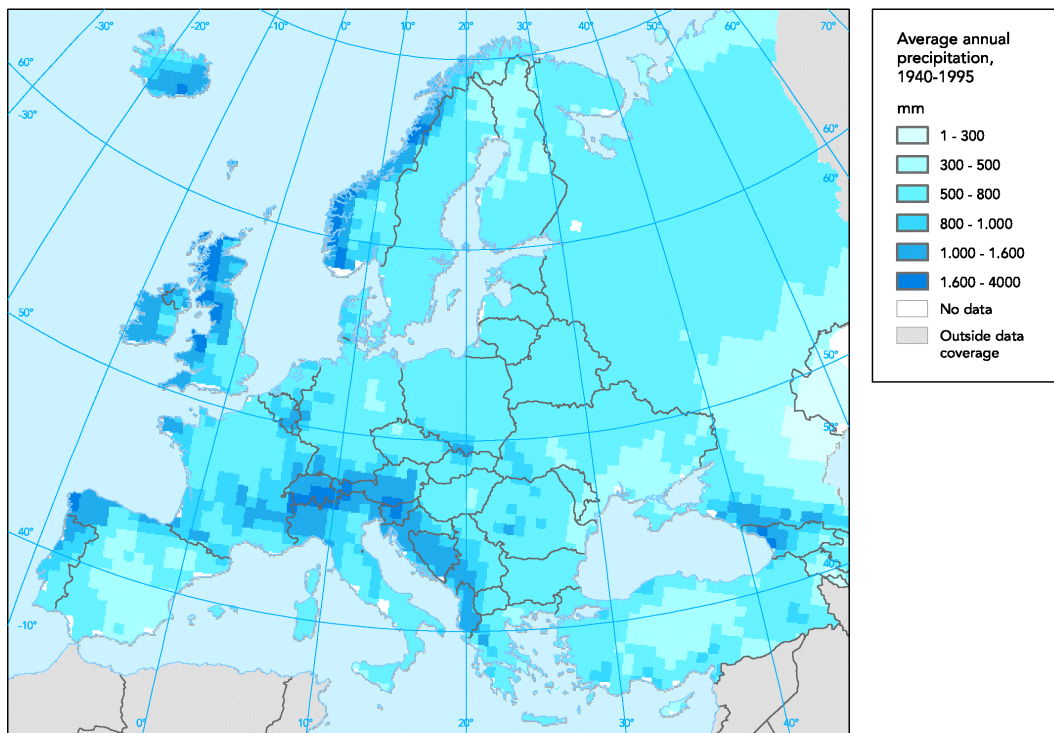 -30°
-20°
-10°
0°
10°
20°
30°
40°
50°
60°
70°
60°
-30°
60°
60°
50°
50°
50°
40°
40°
-10°
0°
10°
20°
30°
40°
Average annual
precipitation,
1940-1995
mm
1 - 300
300 - 500
500 - 800
800 - 1.000
1.000 - 1.600
1.600 - 4000
No data
Outside data
coverage